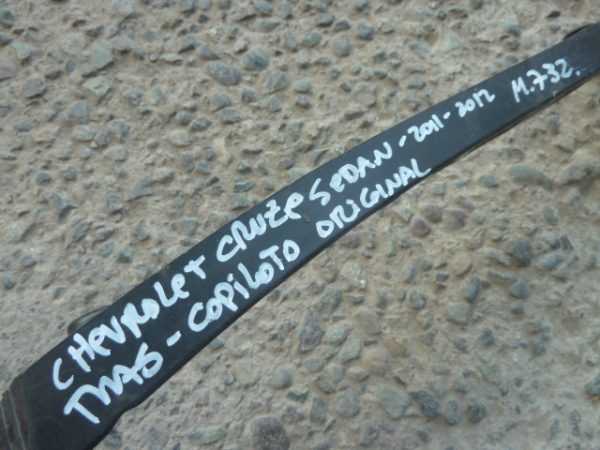 CHEVROLET CRUZE SEDAN - 2011 - 2012 M.732.
TRAS - COPILOTO ORIGINAL